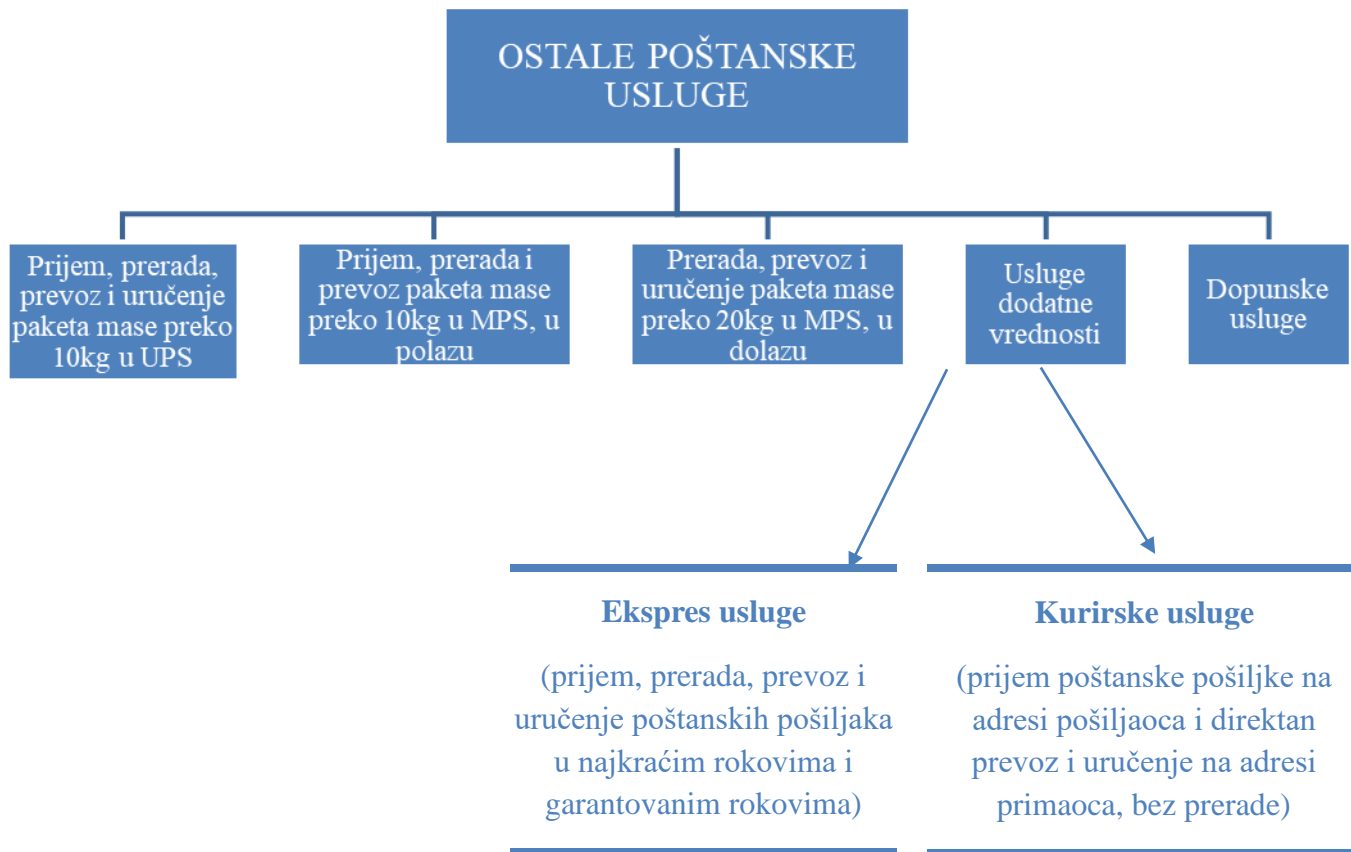 OSTALE POŠTANSKE
USLUGE
Prijem, prerada,
prevoz i uručenje
paketa mase preko
10kg u UPS
Prijem, prerada i
prevoz paketa mase
preko 10kg u MPS, u
polazu
Prerada, prevoz i
uručenje paketa mase
preko 20kg u MPS, u
dolazu
Usluge
dodatne
vrednosti
Dopunske
usluge
Ekspres usluge
(prijem, prerada, prevoz i
uručenje poštanskih pošiljaka
u najkraćim rokovima i
garantovanim rokovima)
Kurirske usluge
(prijem poštanske pošiljke na
adresi pošiljaoca i direktan
prevoz i uručenje na adresi
primaoca, bez prerade)